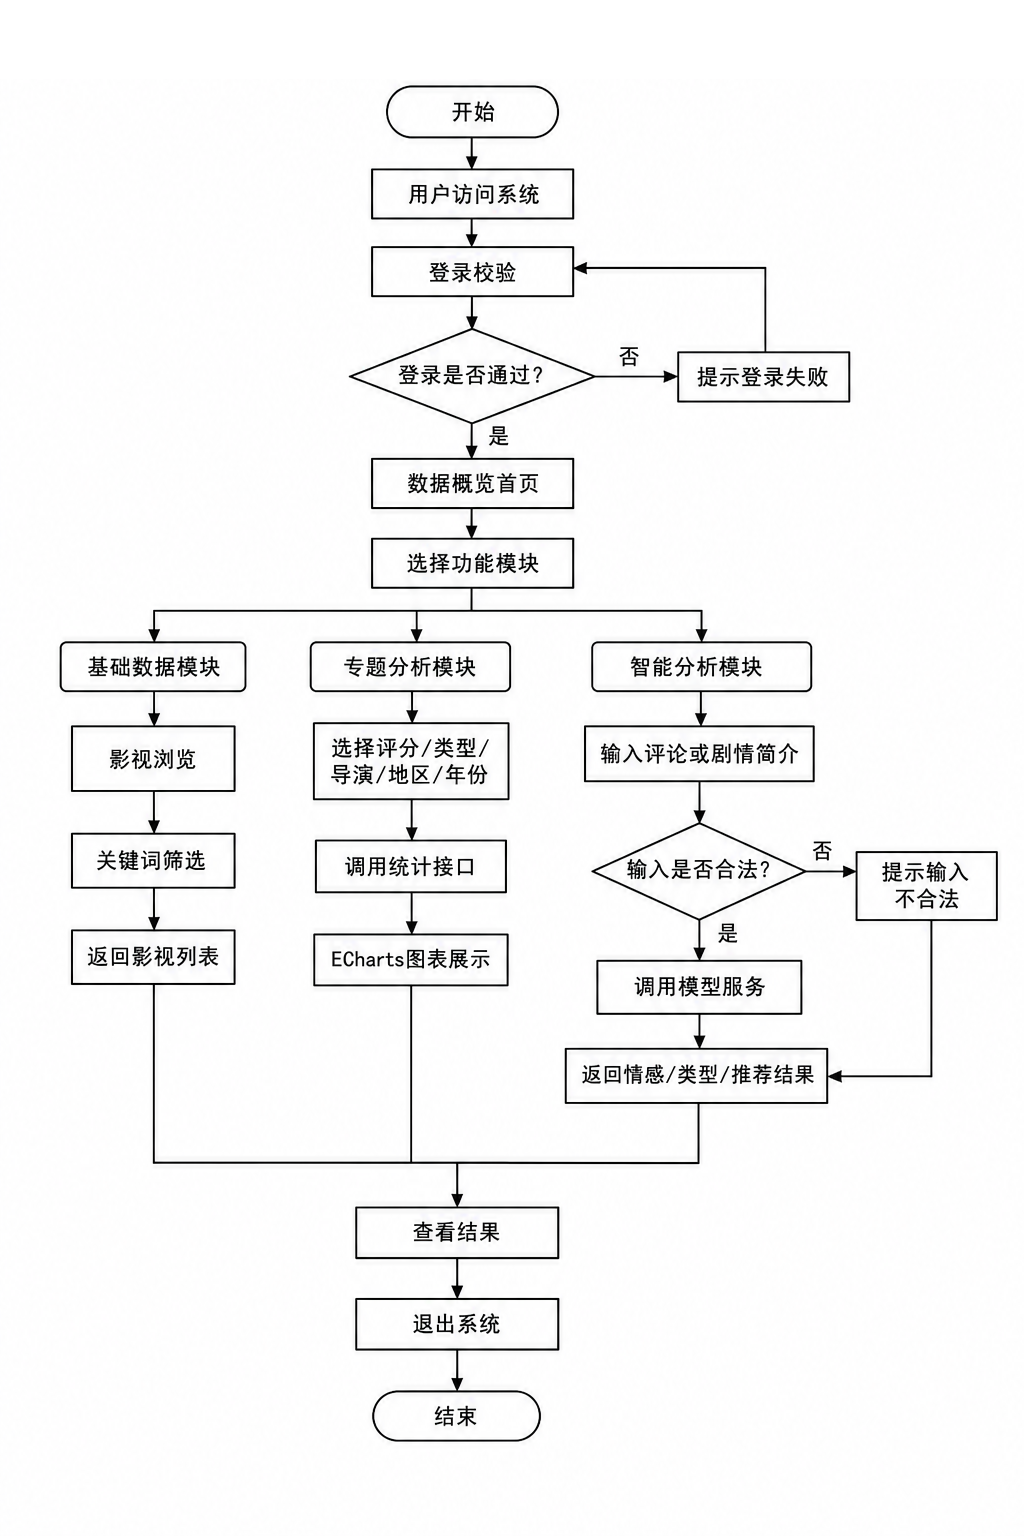 开始
用户访问系统
登录校验
登录是否通过?
否
提示登录失败
是
数据概览首页
选择功能模块
基础数据模块
专题分析模块
智能分析模块
影视浏览
选择评分/类型/
导演/地区/年份
输入评论或剧情简介
关键词筛选
调用统计接口
输入是否合法?
否
提示输入
不合法
是
返回影视列表
ECharts图表展示
调用模型服务
返回情感/类型/推荐结果
查看结果
退出系统
结束